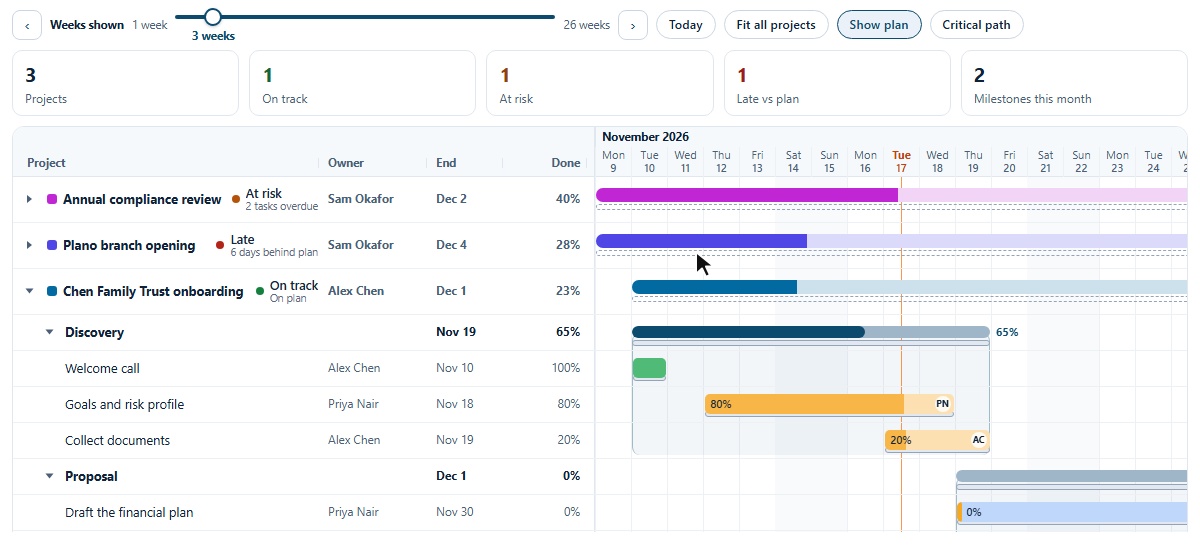 ‹ Weeks shown 1 week 3 weeks 26 weeks › Today Fit all projects Show plan Critical path
3 1 1 1 2
Projects On track At risk Late vs plan Milestones this month
November 2026
Project Owner End Done
Mon Tue Wed Thu Fri Sat Sun Mon Tue Wed Thu Fri Sat Sun Mon Tue
9 10 11 12 13 14 15 16 17 18 19 20 21 22 23 24
Annual compliance review At risk Sam Okafor Dec 2 40%
2 tasks overdue
Plano branch opening Late Sam Okafor Dec 4 28%
6 days behind plan
Chen Family Trust onboarding On track Alex Chen Dec 1 23%
On plan
Discovery Nov 19 65% 65%
Welcome call Alex Chen Nov 10 100%
Goals and risk profile Priya Nair Nov 18 80% 80% PN
Collect documents Alex Chen Nov 19 20% 20% AC
Proposal Dec 1 0%
Draft the financial plan Priya Nair Nov 30 0% 0%